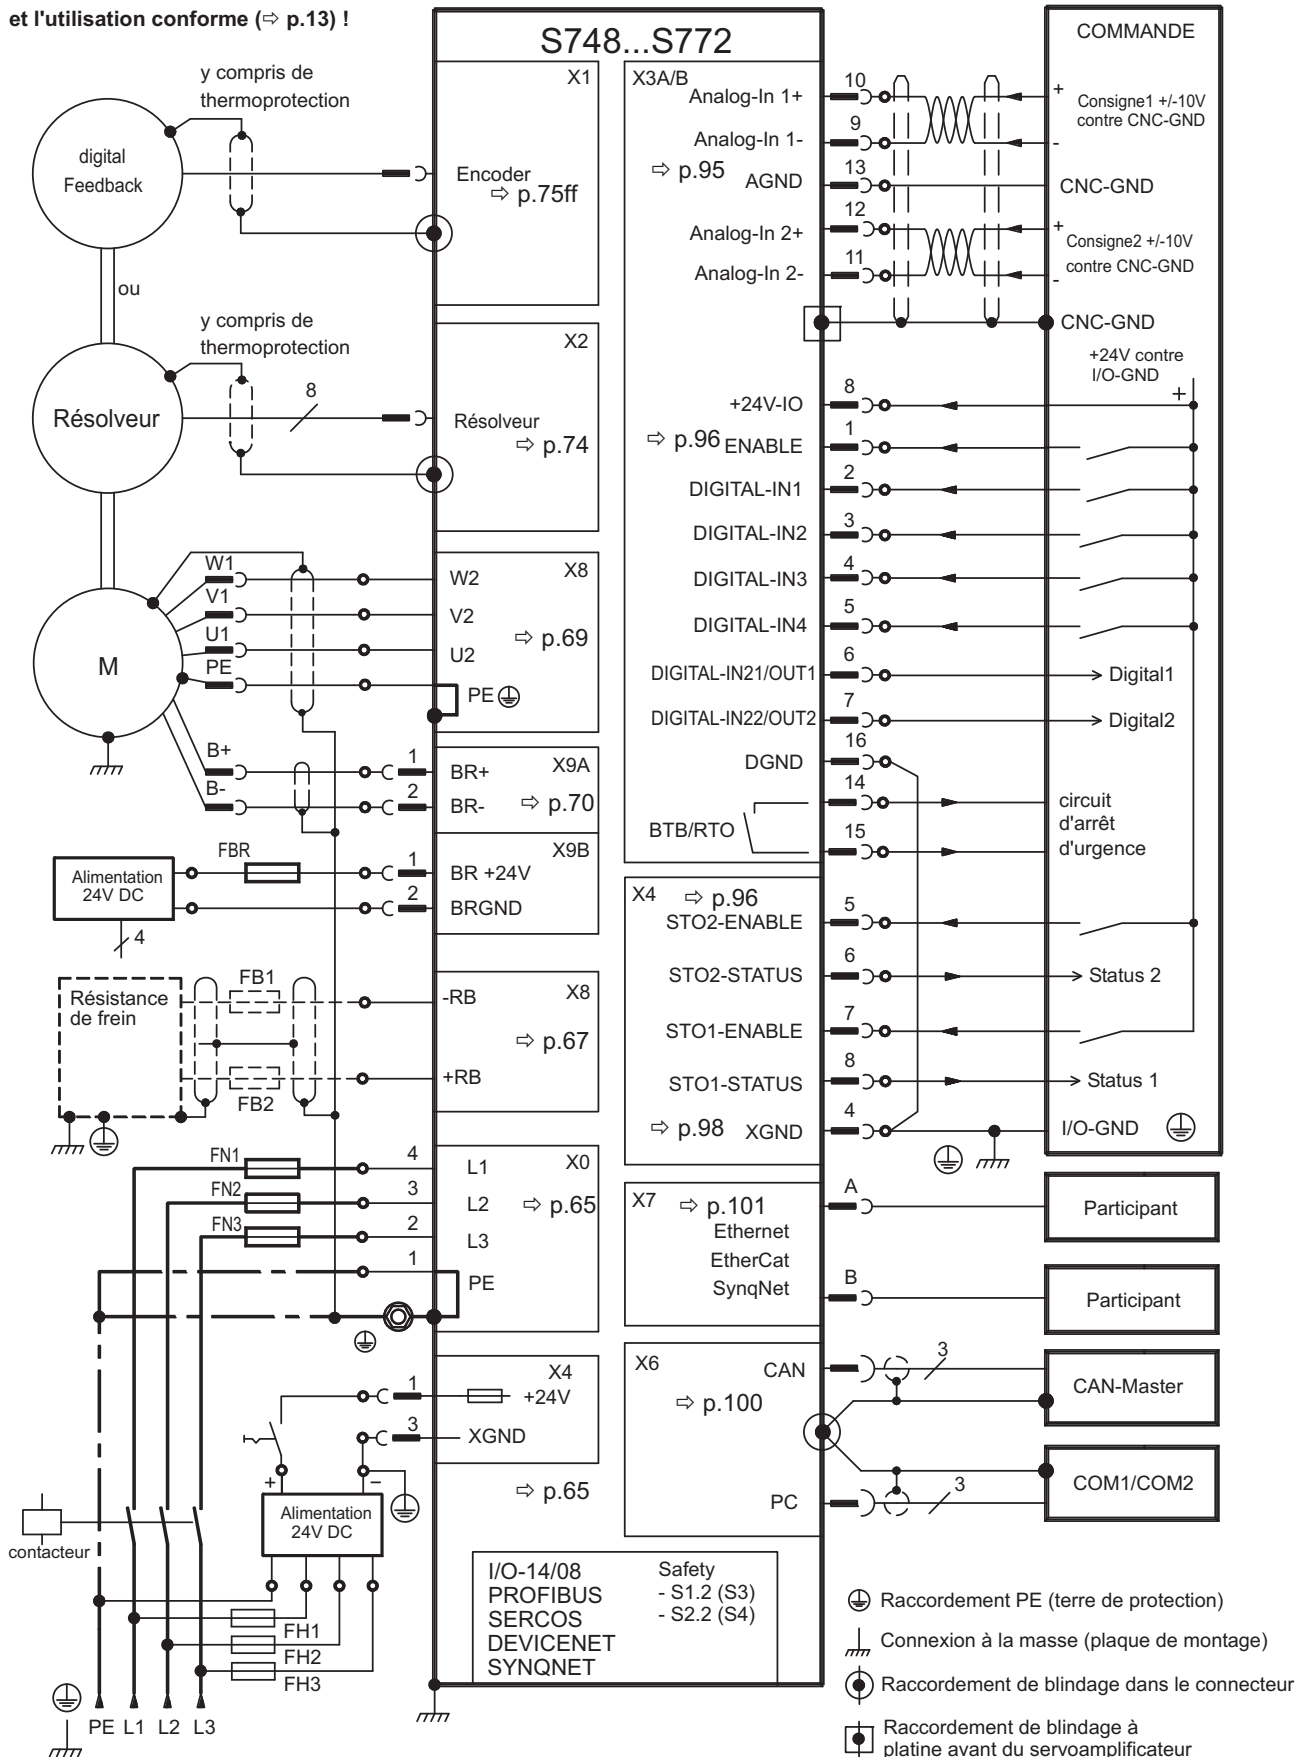 et l'utilisation conforme (⇨ p.13) !
S748...S772
COMMANDE
y compris de
thermoprotection
digital
Feedback
X1
Encoder
⇨ p.75ff
ou
y compris de
thermoprotection
Résolveur
8
X2
Résolveur
⇨ p.74
M
W1
V1
U1
PE
W2
V2
U2
PE
X8
⇨ p.69
B+
B-
1
2
BR+
BR-
X9A
⇨ p.70
Alimentation
24V DC
4
FBR
1
2
BR +24V
BRGND
X9B
Résistance
de frein
FB1
FB2
-RB
+RB
X8
⇨ p.67
FN1
FN2
FN3
4
3
2
1
L1
L2
L3
PE
X0
⇨ p.65
1
3
X4
+24V
XGND
⇨ p.65
+
−
Alimentation
24V DC
contacteur
FH1
FH2
FH3
PE L1 L2 L3
X3A/B
Analog-In 1+
10
+
Consigne1 +/-10V
contre CNC-GND
Analog-In 1-
9
-
⇨ p.95
AGND
13
CNC-GND
Analog-In 2+
12
+
Consigne2 +/-10V
contre CNC-GND
Analog-In 2-
11
-
CNC-GND
+24V contre
I/O-GND
+
+24V-IO
8
⇨ p.96
ENABLE
1
DIGITAL-IN1
2
DIGITAL-IN2
3
DIGITAL-IN3
4
DIGITAL-IN4
5
DIGITAL-IN21/OUT1
6
Digital1
DIGITAL-IN22/OUT2
7
Digital2
DGND
16
BTB/RTO
14
15
circuit
d'arrêt
d'urgence
X4
⇨ p.96
STO2-ENABLE
5
STO2-STATUS
6
Status 2
STO1-ENABLE
7
STO1-STATUS
8
Status 1
⇨ p.98
XGND
4
I/O-GND
X7
⇨ p.101
Ethernet
EtherCat
SynqNet
A
Participant
B
Participant
X6
CAN
⇨ p.100
3
CAN-Master
PC
3
COM1/COM2
I/O-14/08
PROFIBUS
SERCOS
DEVICENET
SYNQNET
Safety
- S1.2 (S3)
- S2.2 (S4)
Raccordement PE (terre de protection)
Connexion à la masse (plaque de montage)
Raccordement de blindage dans le connecteur
Raccordement de blindage à
platine avant du servoamplificateur